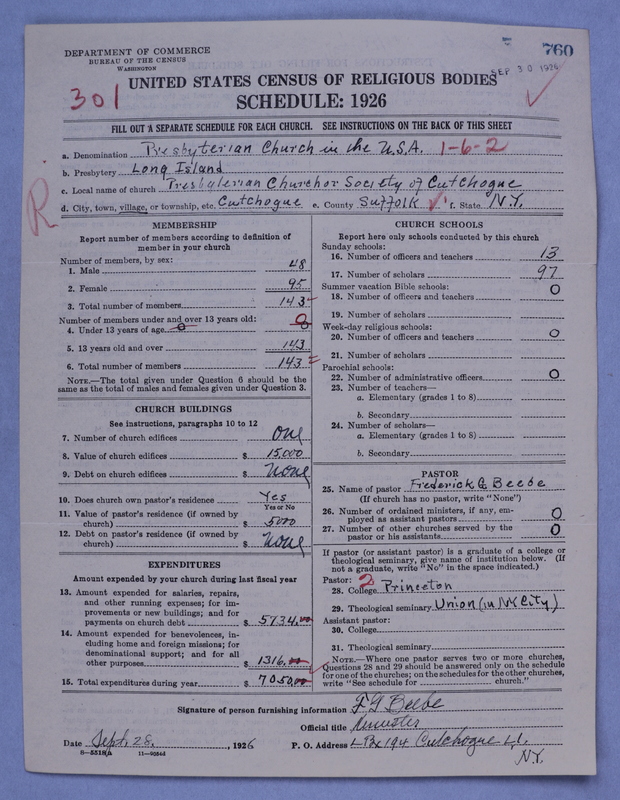 DEPARTMENT OF COMMERCE
BUREAU OF THE CENSUS
WASHINGTON
760
SEP 30 1926
301
UNITED STATES CENSUS OF RELIGIOUS BODIES
SCHEDULE: 1926
FILL OUT A SEPARATE SCHEDULE FOR EACH CHURCH. SEE INSTRUCTIONS ON THE BACK OF THIS SHEET
a. Denomination Presbyterian Church in the U.S.A. 1-6-2
b. Presbytery Long Island
c. Local name of church Presbyterian Church or Society of Cutchogue
R
d. City, town, village, or township, etc. Cutchogue e. County Suffolk f. State N.Y.
MEMBERSHIP
Report number of members according to definition of
member in your church
Number of members, by sex:
1. Male 48
2. Female 95
3. Total number of members 143
Number of members under and over 13 years old:
4. Under 13 years of age 0
5. 13 years old and over 143
6. Total number of members 143
NOTE.—The total given under Question 6 should be
same as the total of males and females given under Question 3.
CHURCH BUILDINGS
See instructions, paragraphs 10 to 12
7. Number of church edifices One
8. Value of church edifices $ 15,000
9. Debt on church edifices $ None
10. Does church own pastor's residence Yes
Yes or No
11. Value of pastor's residence (if owned by
church) $ 5000
12. Debt on pastor's residence (if owned by
church) $ None
EXPENDITURES
Amount expended by your church during last fiscal year
13. Amount expended for salaries, repairs,
and other running expenses; for im-
provements or new buildings; and for
payments on church debt $ 5734.00
14. Amount expended for benevolences, in-
cluding home and foreign missions; for
denominational support; and for all
other purposes $ 1316.00
15. Total expenditures during year $ 7050.00
CHURCH SCHOOLS
Report here only schools conducted by this church
Sunday schools:
16. Number of officers and teachers 13
17. Number of scholars 97
Summer vacation Bible schools:
18. Number of officers and teachers 0
19. Number of scholars
Week-day religious schools:
20. Number of officers and teachers 0
21. Number of scholars
Parochial schools:
22. Number of administrative officers 0
23. Number of teachers—
a. Elementary (grades 1 to 8)
b. Secondary
24. Number of scholars—
a. Elementary (grades 1 to 8)
b. Secondary
PASTOR
25. Name of pastor Frederick G. Beebe
(If church has no pastor, write "None")
26. Number of ordained ministers, if any, em-
ployed as assistant pastors 0
27. Number of other churches served by the
pastor or his assistants 0
If pastor (or assistant pastor) is a graduate of a college or
theological seminary, give name of institution below. (If
not a graduate, write "No" in the space indicated.)
Pastor: 2
28. College Princeton
29. Theological seminary Union (in N.Y. City)
Assistant pastor:
30. College
31. Theological seminary
NOTE.—Where one pastor serves two or more churches,
Questions 28 and 29 should be answered only on the schedule
for one of the churches; on the schedules for the other churches,
write "See schedule for church."
Signature of person furnishing information F G Beebe
Official title Minister
Date Sept. 28, 1926 P. O. Address L Bx 194 Cutchogue L.I.
N.Y.